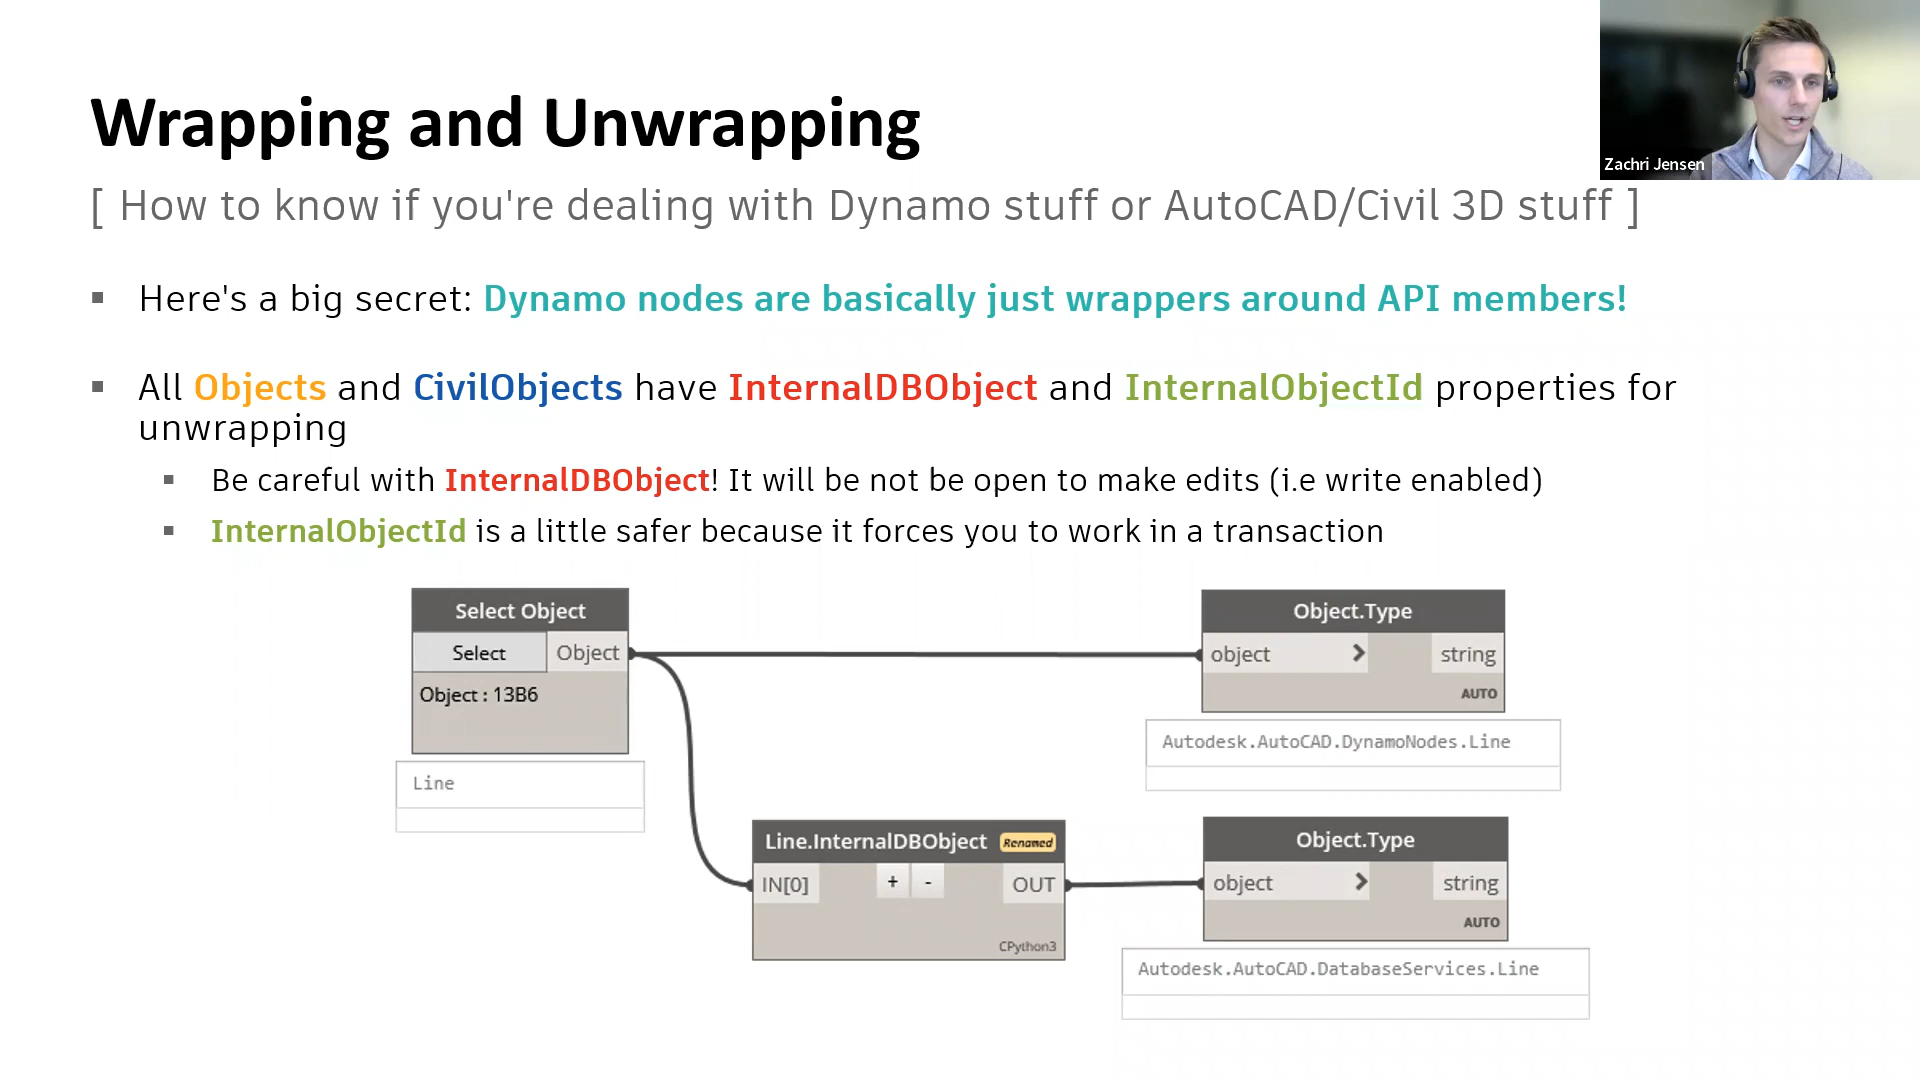 Wrapping and Unwrapping
Zachri Jensen
[ How to know if you're dealing with Dynamo stuff or AutoCAD/Civil 3D stuff ]
▪ Here's a big secret: Dynamo nodes are basically just wrappers around API members!
▪ All Objects and CivilObjects have InternalDBObject and InternalObjectId properties for
unwrapping
▪ Be careful with InternalDBObject! It will be not be open to make edits (i.e write enabled)
▪ InternalObjectId is a little safer because it forces you to work in a transaction
Select Object
Select Object
Object : 13B6
Line
Object.Type
object > string
AUTO
Autodesk.AutoCAD.DynamoNodes.Line
Line.InternalDBObject Renamed
IN[0] + - OUT
CPython3
Object.Type
object > string
AUTO
Autodesk.AutoCAD.DatabaseServices.Line